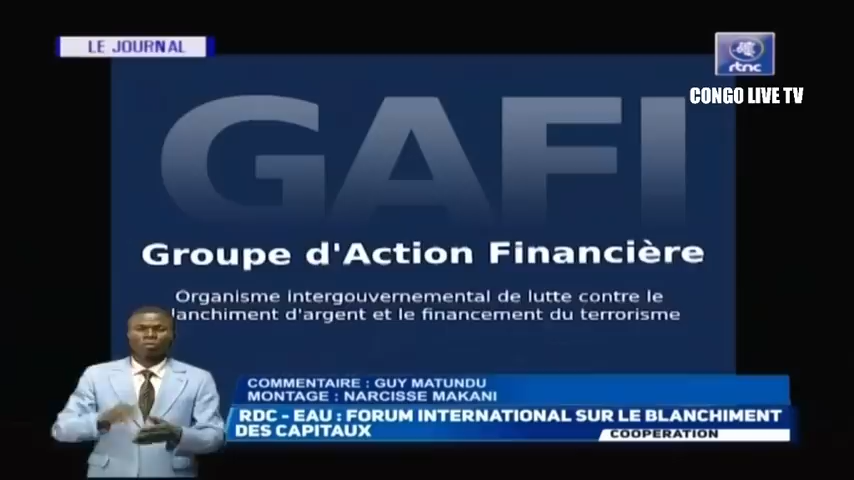 LE JOURNAL
rtnc
CONGO LIVE TV
GAFI
Groupe d'Action Financière
Organisme intergouvernemental de lutte contre le
lanchiment d'argent et le financement du terrorisme
COMMENTAIRE : GUY MATUNDU
MONTAGE : NARCISSE MAKANI
RDC - EAU : FORUM INTERNATIONAL SUR LE BLANCHIMENT
DES CAPITAUX
COOPERATION